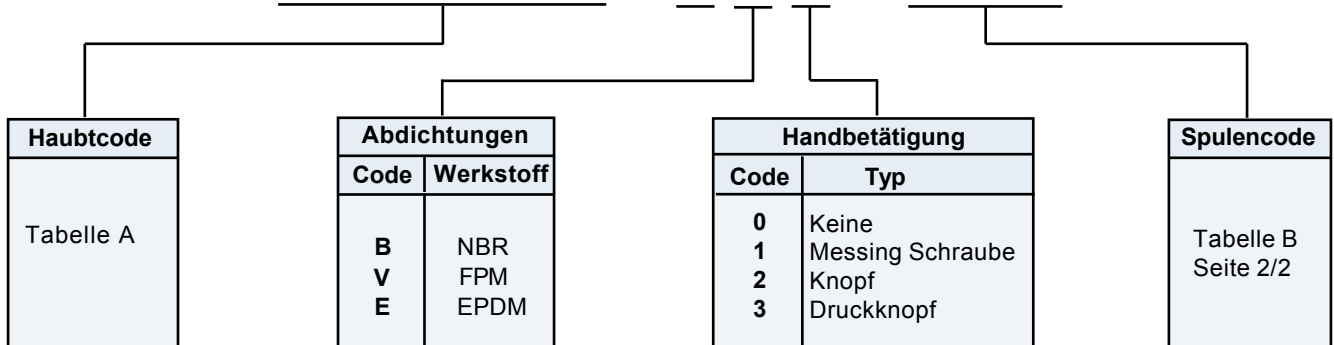 Haubtcode
Tabelle A
Abdichtungen
Code Werkstoff
B NBR
V FPM
E EPDM
Handbetätigung
Code Typ
0 Keine
1 Messing Schraube
2 Knopf
3 Druckknopf
Spulencode
Tabelle B
Seite 2/2